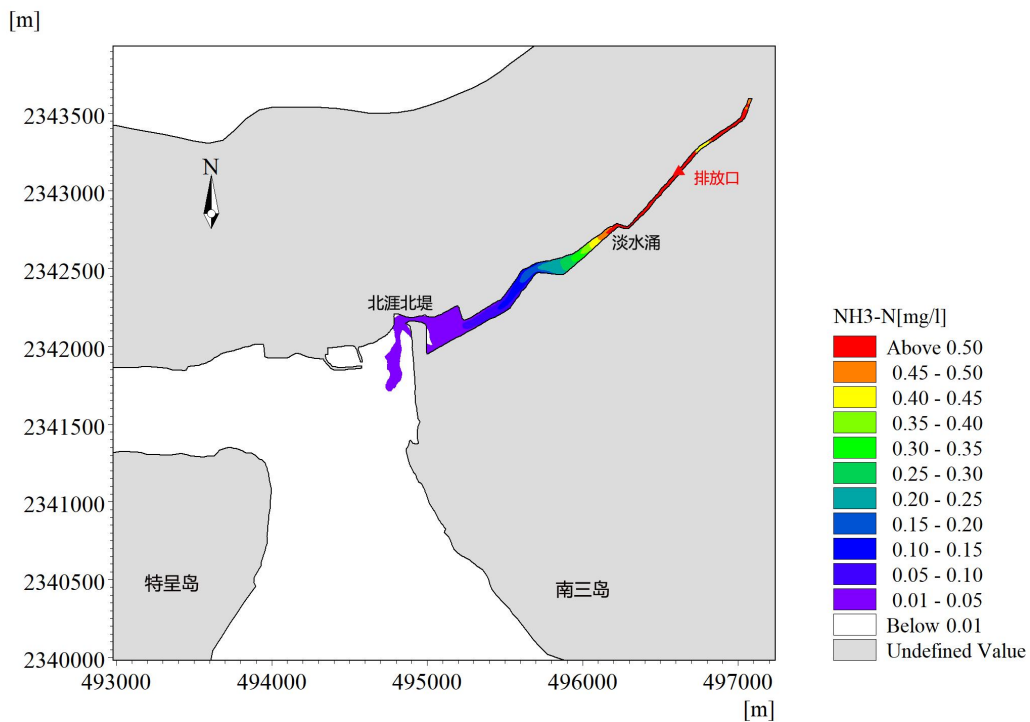 [m]
2343500
N
2343000
排放口
淡水涌
2342500
北涯北堤
2342000
2341500
2341000
2340500
特呈岛
南三岛
2340000
493000 494000 495000 496000 497000
[m]
NH3-N[mg/l]
Above 0.50
0.45 - 0.50
0.40 - 0.45
0.35 - 0.40
0.30 - 0.35
0.25 - 0.30
0.20 - 0.25
0.15 - 0.20
0.10 - 0.15
0.05 - 0.10
0.01 - 0.05
Below 0.01
Undefined Value